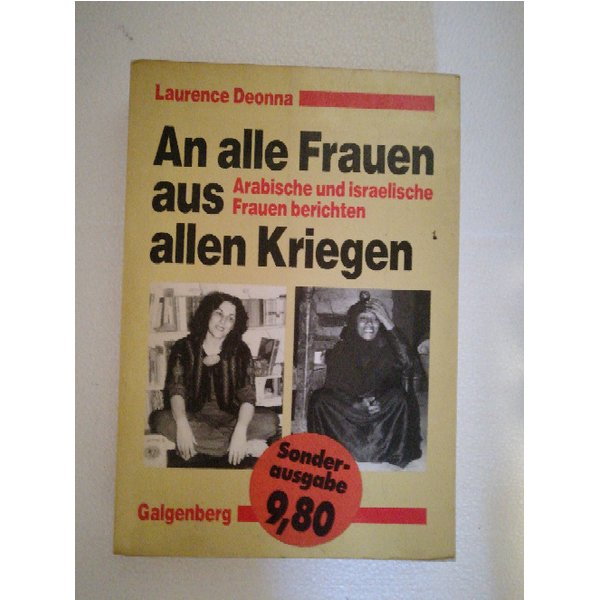 Laurence Deonna
An alle Frauen
aus
Arabische und israelische
Frauen berichten
allen Kriegen
Sonder-
ausgabe
9,80
Galgenberg